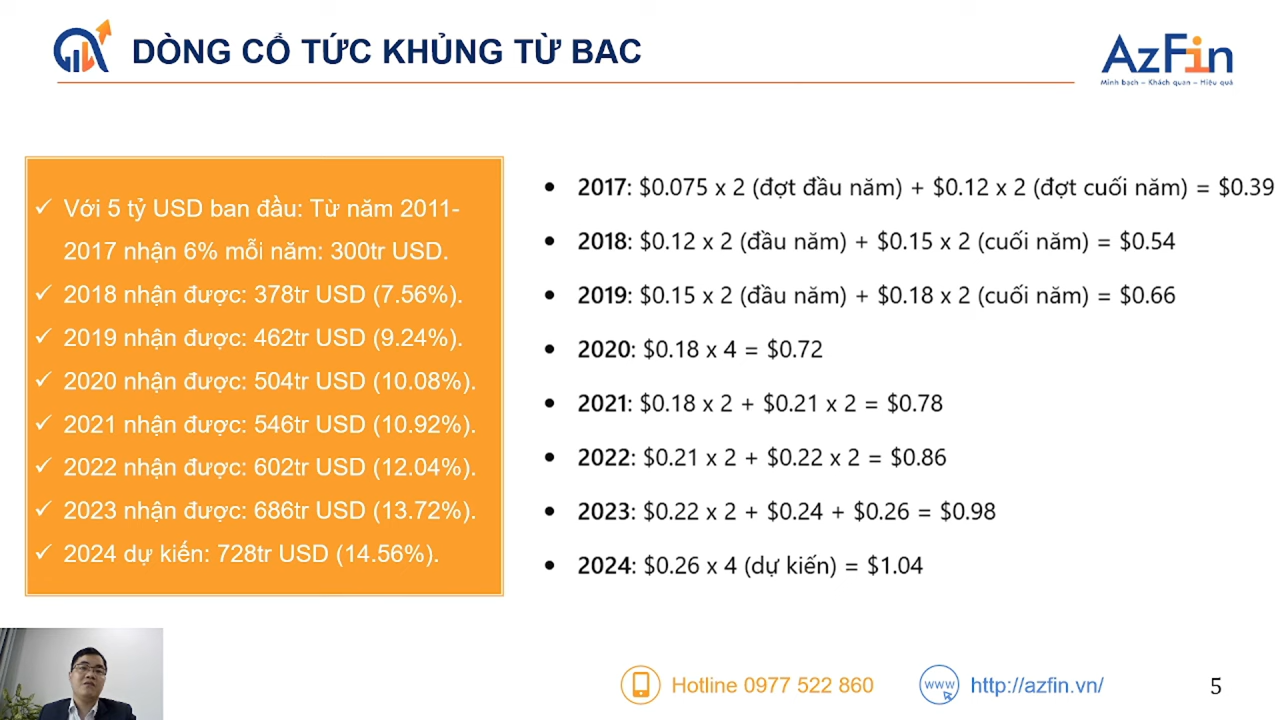 DÒNG CỔ TỨC KHỦNG TỪ BAC
AzFin
Minh bạch – Khách quan – Hiệu quả
Với 5 tỷ USD ban đầu: Từ năm 2011-
2017 nhận 6% mỗi năm: 300tr USD.
2018 nhận được: 378tr USD (7.56%).
2019 nhận được: 462tr USD (9.24%).
2020 nhận được: 504tr USD (10.08%).
2021 nhận được: 546tr USD (10.92%).
2022 nhận được: 602tr USD (12.04%).
2023 nhận được: 686tr USD (13.72%).
2024 dự kiến: 728tr USD (14.56%).
2017: $0.075 x 2 (đợt đầu năm) + $0.12 x 2 (đợt cuối năm) = $0.39
2018: $0.12 x 2 (đầu năm) + $0.15 x 2 (cuối năm) = $0.54
2019: $0.15 x 2 (đầu năm) + $0.18 x 2 (cuối năm) = $0.66
2020: $0.18 x 4 = $0.72
2021: $0.18 x 2 + $0.21 x 2 = $0.78
2022: $0.21 x 2 + $0.22 x 2 = $0.86
2023: $0.22 x 2 + $0.24 + $0.26 = $0.98
2024: $0.26 x 4 (dự kiến) = $1.04
Hotline 0977 522 860
www
http://azfin.vn/
5